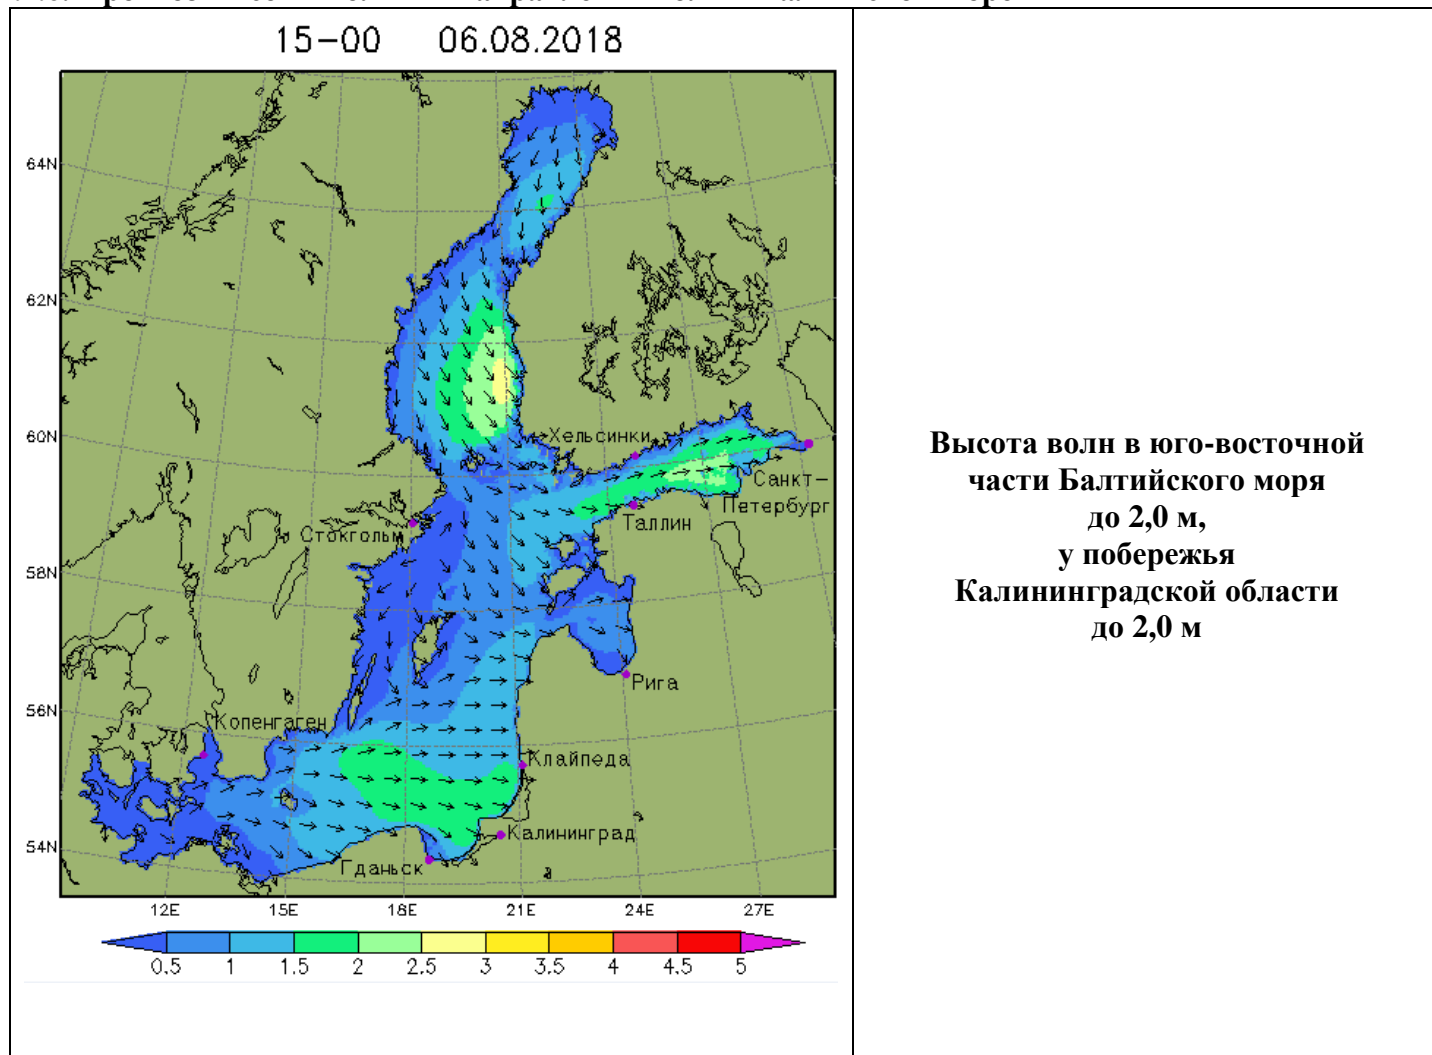 15-00 06.08.2018
64N
62N
60N
58N
56N
54N
Хельсинки
Санкт-
Петербург
Таллин
Стокгольм
Рига
Копенгаген
Клайпеда
Калининград
Гданьск
12E 15E 18E 21E 24E 27E
0.5 1 1.5 2 2.5 3 3.5 4 4.5 5
Высота волн в юго-восточной
части Балтийского моря
до 2,0 м,
у побережья
Калининградской области
до 2,0 м